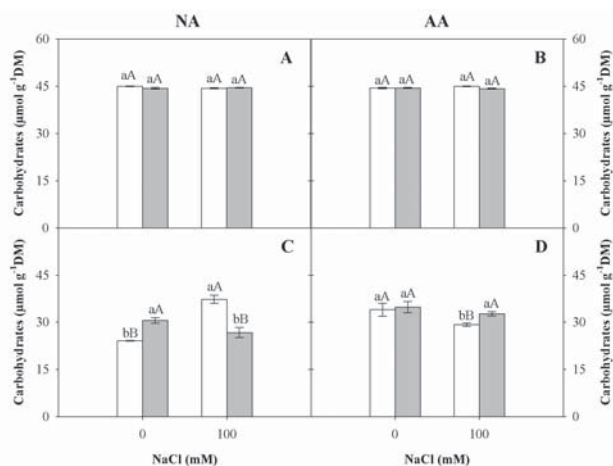 NA AA
60 60
aA aA aA aA A aA aA aA aA B
45 45
30 30
15 15
0 0
Carbohydrates (µmol g⁻¹DM) Carbohydrates (µmol g⁻¹DM)
C D
45 45
aA aA bB aA aA aA aA
30 30
bB bB
15 15
0 0
Carbohydrates (µmol g⁻¹DM) Carbohydrates (µmol g⁻¹DM)
0 100 0 100
NaCl (mM) NaCl (mM)